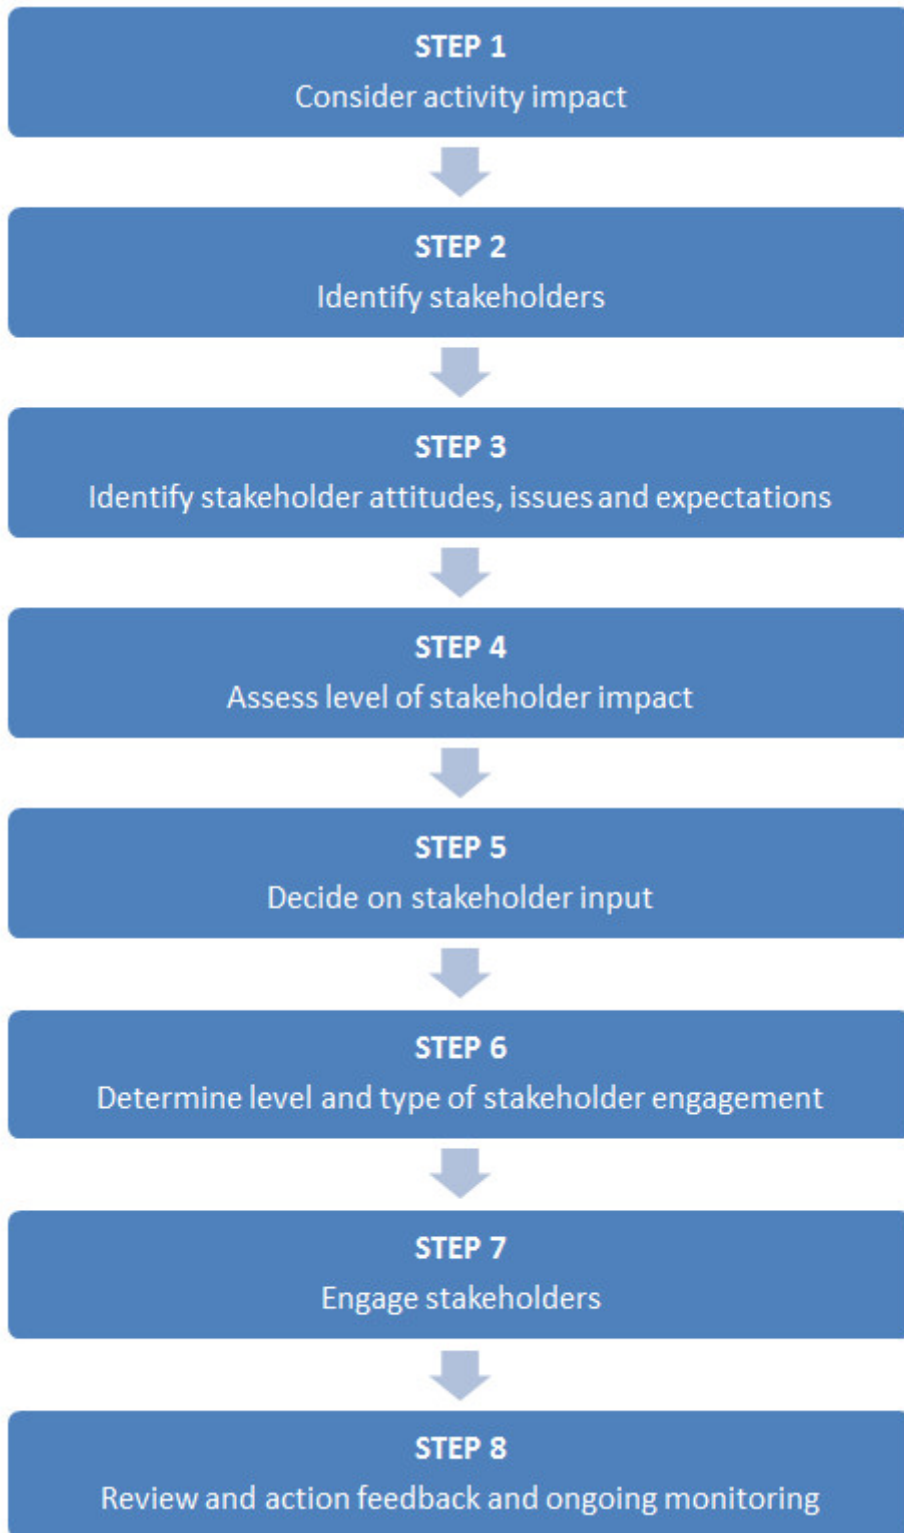 STEP 1
Consider activity impact
STEP 2
Identify stakeholders
STEP 3
Identify stakeholder attitudes, issues and expectations
STEP 4
Assess level of stakeholder impact
STEP 5
Decide on stakeholder input
STEP 6
Determine level and type of stakeholder engagement
STEP 7
Engage stakeholders
STEP 8
Review and action feedback and ongoing monitoring